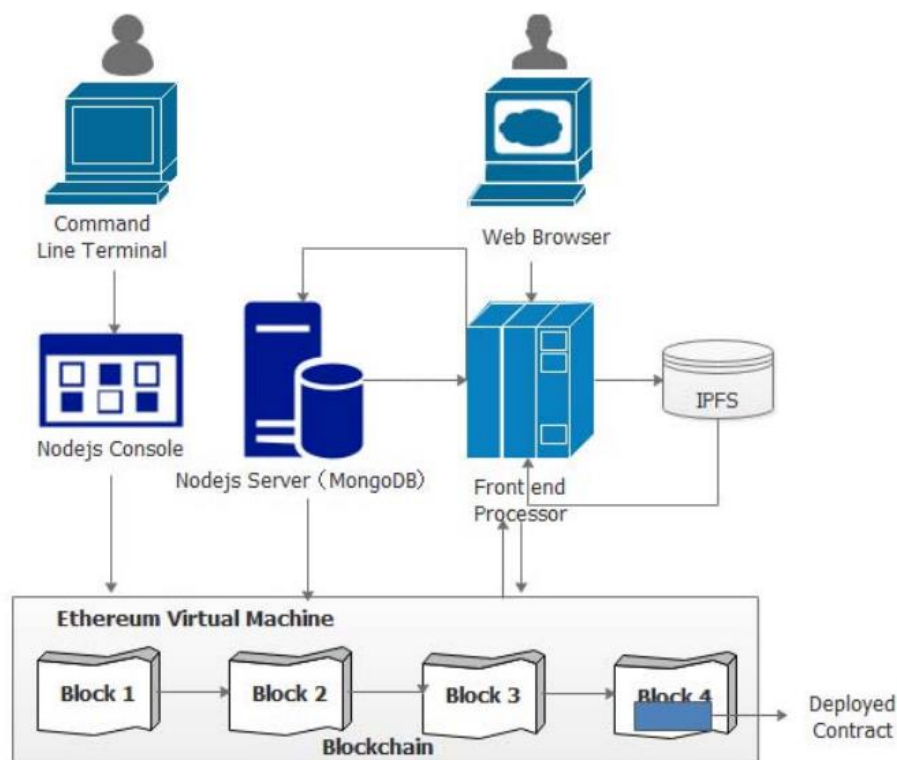 Command
Line Terminal
Web Browser
Nodejs Console
Nodejs Server（MongoDB）
Front end
Processor
IPFS
Ethereum Virtual Machine
Block 1
Block 2
Block 3
Block 4
Blockchain
Deployed
Contract